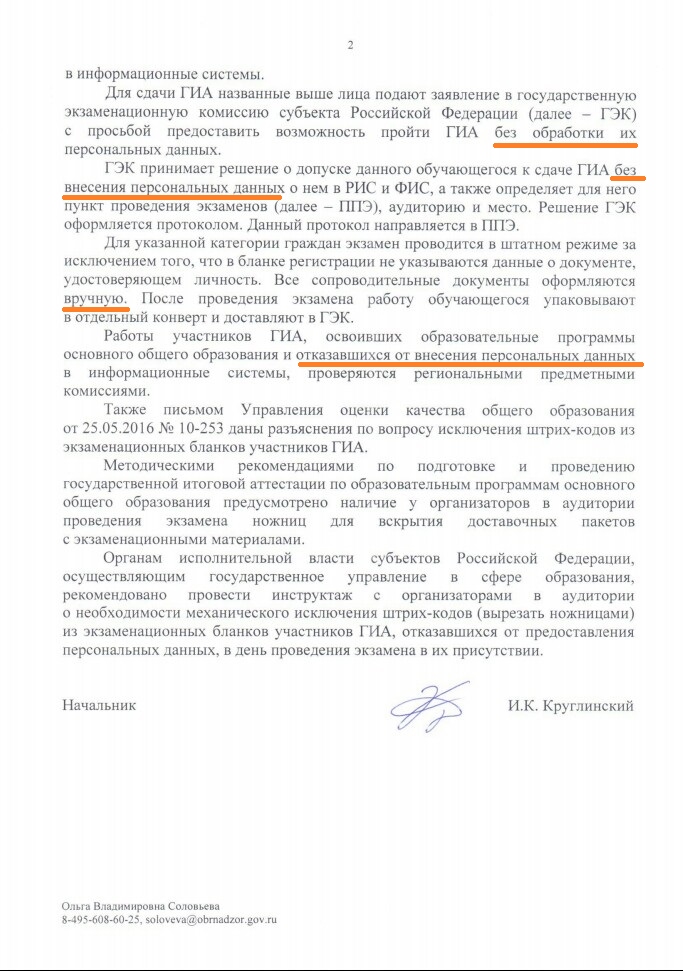 2
в информационные системы.
Для сдачи ГИА названные выше лица подают заявление в государственную
экзаменационную комиссию субъекта Российской Федерации (далее – ГЭК)
с просьбой предоставить возможность пройти ГИА без обработки их
персональных данных.
ГЭК принимает решение о допуске данного обучающегося к сдаче ГИА без
внесения персональных данных о нем в РИС и ФИС, а также определяет для него
пункт проведения экзаменов (далее – ППЭ), аудиторию и место. Решение ГЭК
оформляется протоколом. Данный протокол направляется в ППЭ.
Для указанной категории граждан экзамен проводится в штатном режиме за
исключением того, что в бланке регистрации не указываются данные о документе,
удостоверяющем личность. Все сопроводительные документы оформляются
вручную. После проведения экзамена работу обучающегося упаковывают
в отдельный конверт и доставляют в ГЭК.
Работы участников ГИА, освоивших образовательные программы
основного общего образования и отказавшихся от внесения персональных данных
в информационные системы, проверяются региональными предметными
комиссиями.
Также письмом Управления оценки качества общего образования
от 25.05.2016 № 10-253 даны разъяснения по вопросу исключения штрих-кодов из
экзаменационных бланков участников ГИА.
Методическими рекомендациями по подготовке и проведению
государственной итоговой аттестации по образовательным программам основного
общего образования предусмотрено наличие у организаторов в аудитории
проведения экзамена ножниц для вскрытия доставочных пакетов
с экзаменационными материалами.
Органам исполнительной власти субъектов Российской Федерации,
осуществляющим государственное управление в сфере образования,
рекомендовано провести инструктаж с организаторами в аудитории
о необходимости механического исключения штрих-кодов (вырезать ножницами)
из экзаменационных бланков участников ГИА, отказавшихся от предоставления
персональных данных, в день проведения экзамена в их присутствии.
Начальник
И.К. Круглинский
Ольга Владимировна Соловьева
8-495-608-60-25, soloveva@obrnadzor.gov.ru